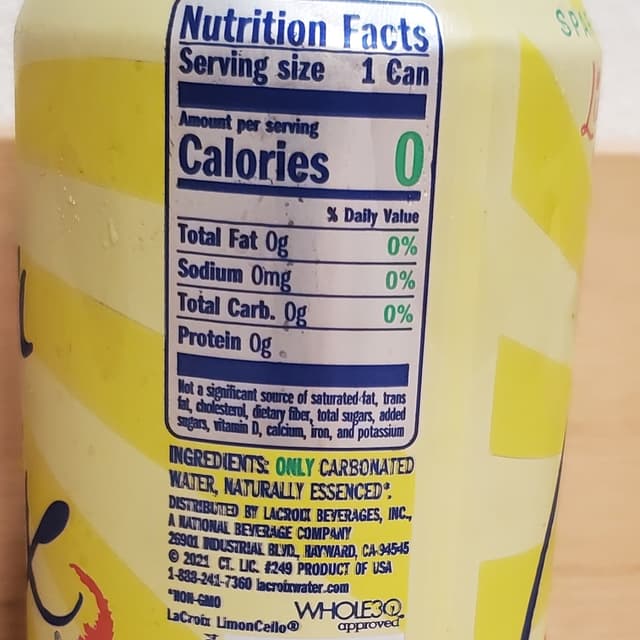 Nutrition Facts
Serving size 1 Can
Amount per serving
Calories 0
% Daily Value
Total Fat 0g 0%
Sodium 0mg 0%
Total Carb. 0g 0%
Protein 0g
Not a significant source of saturated fat, trans
fat, cholesterol, dietary fiber, total sugars, added
sugars, vitamin D, calcium, iron, and potassium
INGREDIENTS: ONLY CARBONATED
WATER, NATURALLY ESSENCED*.
DISTRIBUTED BY LACROIX BEVERAGES, INC.,
A NATIONAL BEVERAGE COMPANY
26901 INDUSTRIAL BLVD., HAYWARD, CA 94545
© 2021 CT. LIC. #249 PRODUCT OF USA
1-888-241-7360 lacroixwater.com
*NON-GMO
WHOLE30
approved
LaCroix LimonCello®
SPA